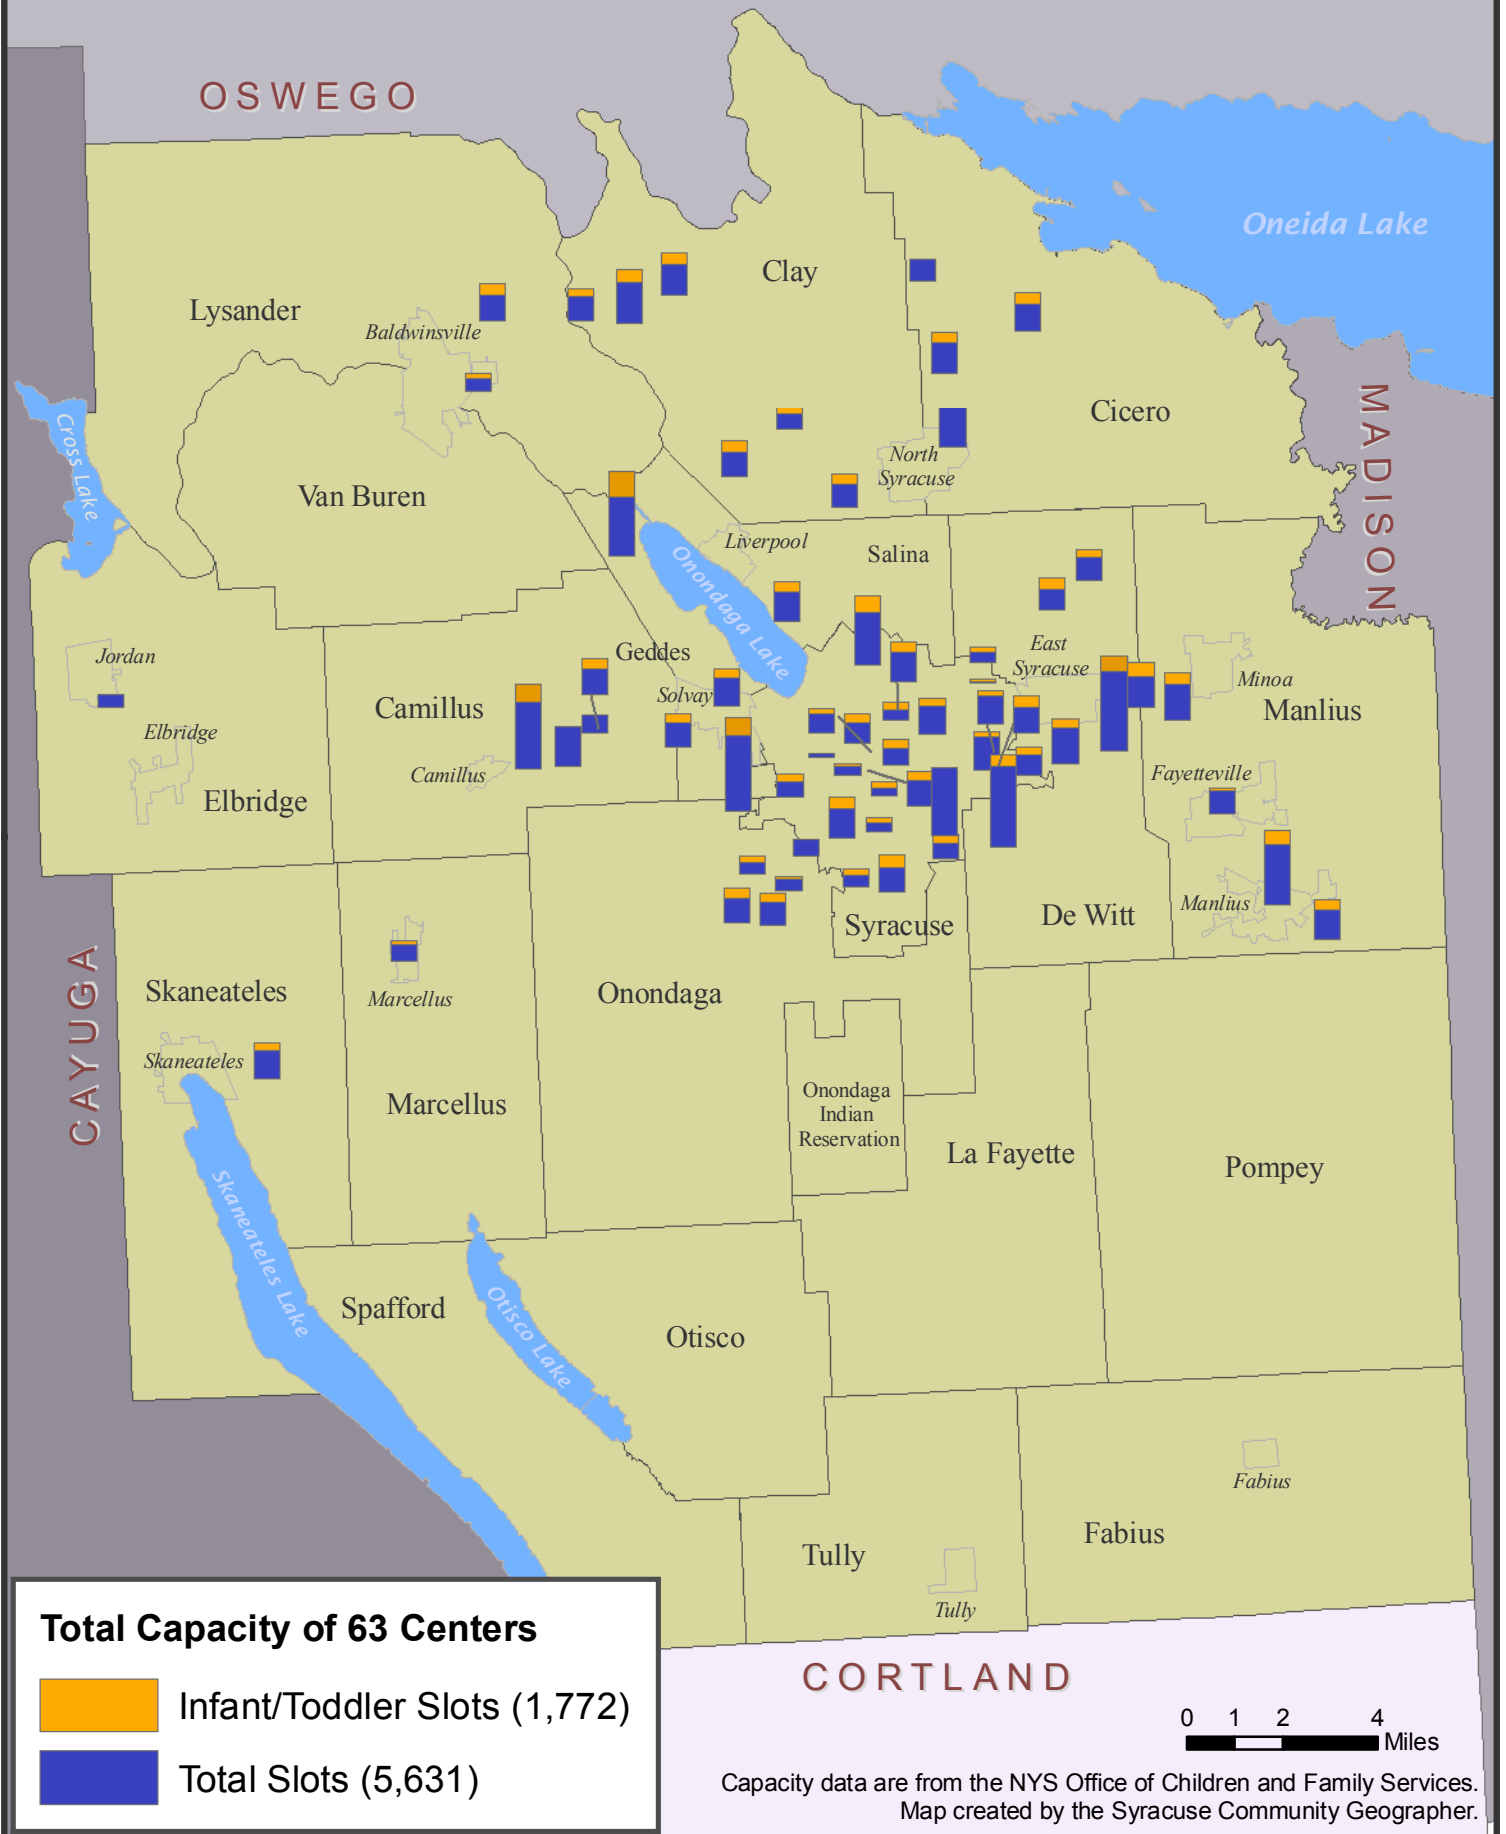 OSWEGO
Oneida Lake
Clay
Lysander
Baldwinsville
MADISON
Cicero
Cross Lake
North
Syracuse
Van Buren
Liverpool
Salina
Onondaga Lake
East
Syracuse
Jordan
Geddes
Minoa
Solvay
Camillus
Manlius
Elbridge
Camillus
Fayetteville
Elbridge
Manlius
De Witt
Syracuse
CAYUGA
Skaneateles
Marcellus
Onondaga
Skaneateles
Onondaga
Indian
Reservation
Marcellus
La Fayette
Pompey
Skaneateles Lake
Spafford
Otisco Lake
Otisco
Fabius
Fabius
Tully
Tully
Total Capacity of 63 Centers
Infant/Toddler Slots (1,772)
Total Slots (5,631)
CORTLAND
0 1 2 4
Miles
Capacity data are from the NYS Office of Children and Family Services.
Map created by the Syracuse Community Geographer.